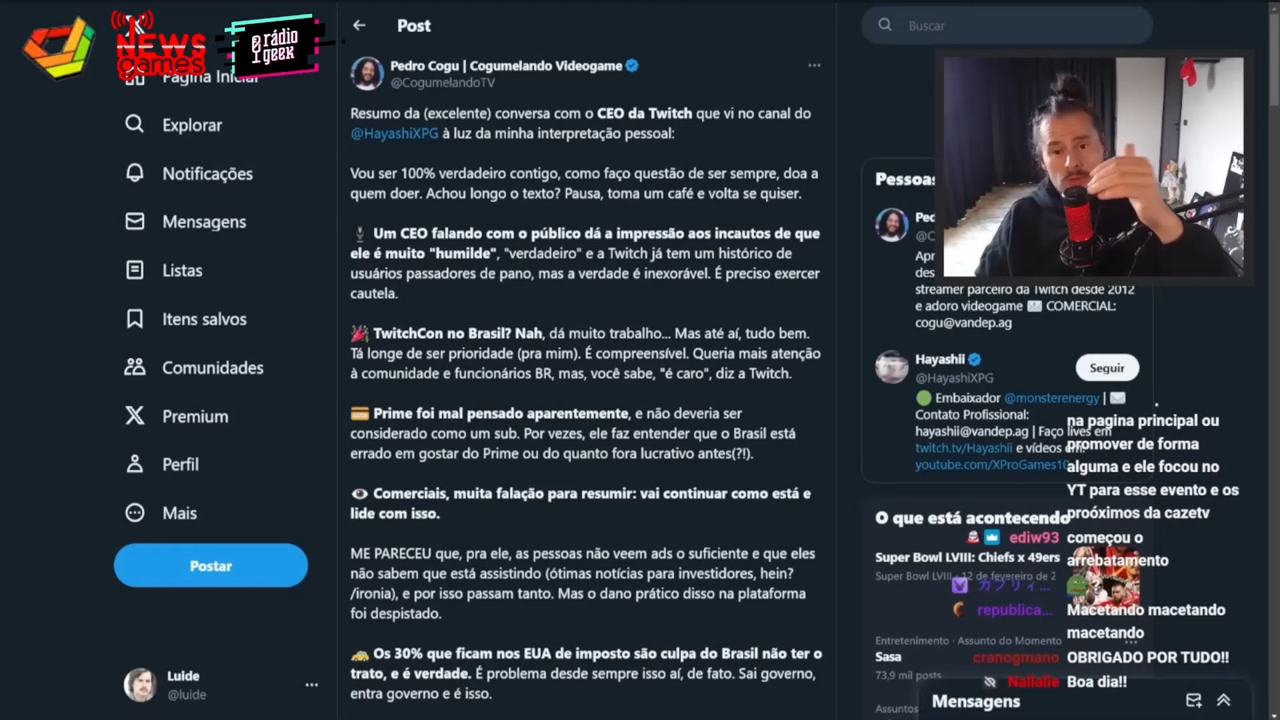 NEWS
games
rádio
geek
Página Inicial
Explorar
Notificações
Mensagens
Listas
Itens salvos
Comunidades
Premium
Perfil
Mais
Postar
Luide
@luide
Post
Pedro Cogu | Cogumelando Videogame
@CogumelandoTV
Resumo da (excelente) conversa com o CEO da Twitch que vi no canal do
@HayashiXPG à luz da minha interpretação pessoal:
Vou ser 100% verdadeiro contigo, como faço questão de ser sempre, doa a
quem doer. Achou longo o texto? Pausa, toma um café e volta se quiser.
Um CEO falando com o público dá a impressão aos incautos de que
ele é muito "humilde", "verdadeiro" e a Twitch já tem um histórico de
usuários passadores de pano, mas a verdade é inexorável. É preciso exercer
cautela.
TwitchCon no Brasil? Nah, dá muito trabalho... Mas até aí, tudo bem.
Tá longe de ser prioridade (pra mim). É compreensível. Queria mais atenção
à comunidade e funcionários BR, mas, você sabe, "é caro", diz a Twitch.
Prime foi mal pensado aparentemente, e não deveria ser
considerado como um sub. Por vezes, ele faz entender que o Brasil está
errado em gostar do Prime ou do quanto fora lucrativo antes(?!).
Comerciais, muita falação para resumir: vai continuar como está e
lide com isso.
ME PARECEU que, pra ele, as pessoas não veem ads o suficiente e que eles
não sabem que está assistindo (ótimas notícias para investidores, hein?
/ironia), e por isso passam tanto. Mas o dano prático disso na plataforma
foi despistado.
Os 30% que ficam nos EUA de imposto são culpa do Brasil não ter o
trato, e é verdade. É problema desde sempre isso aí, de fato. Sai governo,
entra governo e é isso.
Buscar
Pessoas
streamer parceiro da Twitch desde 2012
e adoro videogame COMERCIAL:
cogu@vandep.ag
Hayashii
@HayashiXPG
Seguir
Embaixador @monsterenergy |
Contato Profissional:
hayashii@vandep.ag | Faço lives em
twitch.tv/Hayashii e vídeos em
youtube.com/XProGames10
O que está acontecendo
Super Bowl LVIII: Chiefs x 49ers
Super Bowl LVIII · 12 de fevereiro de 2
Entretenimento · Assunto do Momento
Sasa
73,9 mil posts
Assuntos
Mensagens
na pagina principal ou
promover de forma
alguma e ele focou no
YT para esse evento e os
proóximos da cazetv
ediw93
começou o
arrebatamento
republica...
Macetando macetando
macetando
cranogmano
OBRIGADO POR TUDO!!
Nalfalie
Boa dia!!